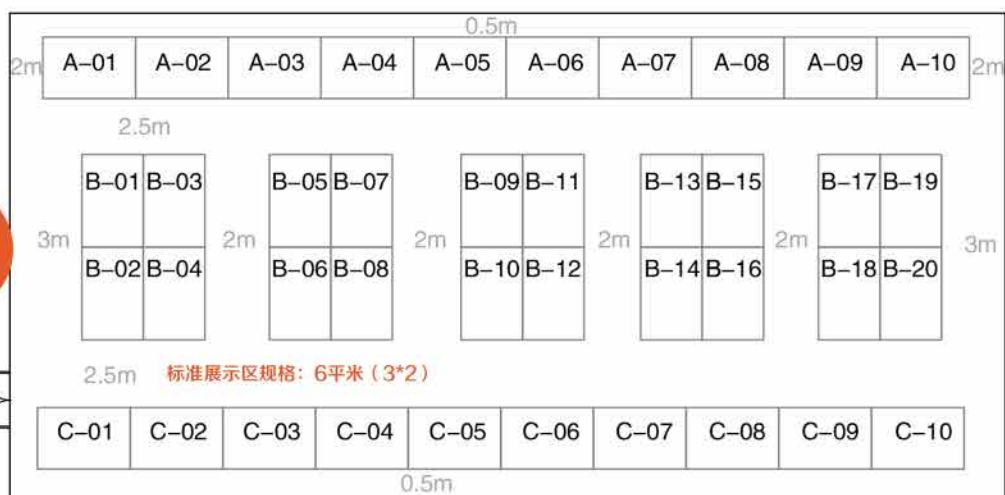 0.5m
2m A-01 A-02 A-03 A-04 A-05 A-06 A-07 A-08 A-09 A-10 2m
2.5m
B-01 B-03 B-05 B-07 B-09 B-11 B-13 B-15 B-17 B-19
3m 2m 2m 2m 2m 3m
B-02 B-04 B-06 B-08 B-10 B-12 B-14 B-16 B-18 B-20
2.5m 标准展示区规格：6平米（3*2）
C-01 C-02 C-03 C-04 C-05 C-06 C-07 C-08 C-09 C-10
0.5m